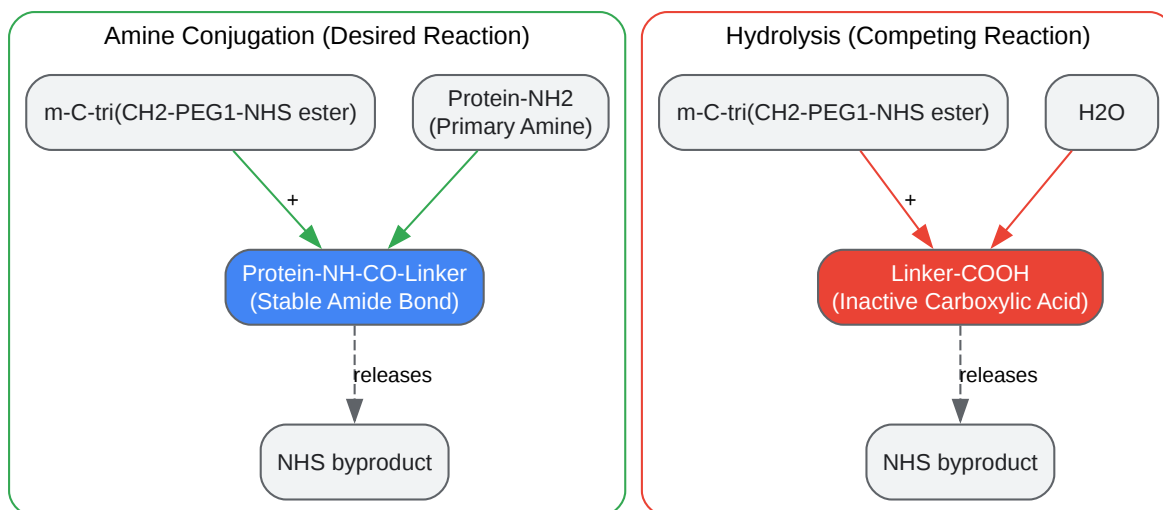 Amine Conjugation (Desired Reaction)
m-C-tri(CH2-PEG1-NHS ester)
Protein-NH2
(Primary Amine)
+
Protein-NH-CO-Linker
(Stable Amide Bond)
releases
NHS byproduct
Hydrolysis (Competing Reaction)
m-C-tri(CH2-PEG1-NHS ester)
H2O
+
Linker-COOH
(Inactive Carboxylic Acid)
releases
NHS byproduct